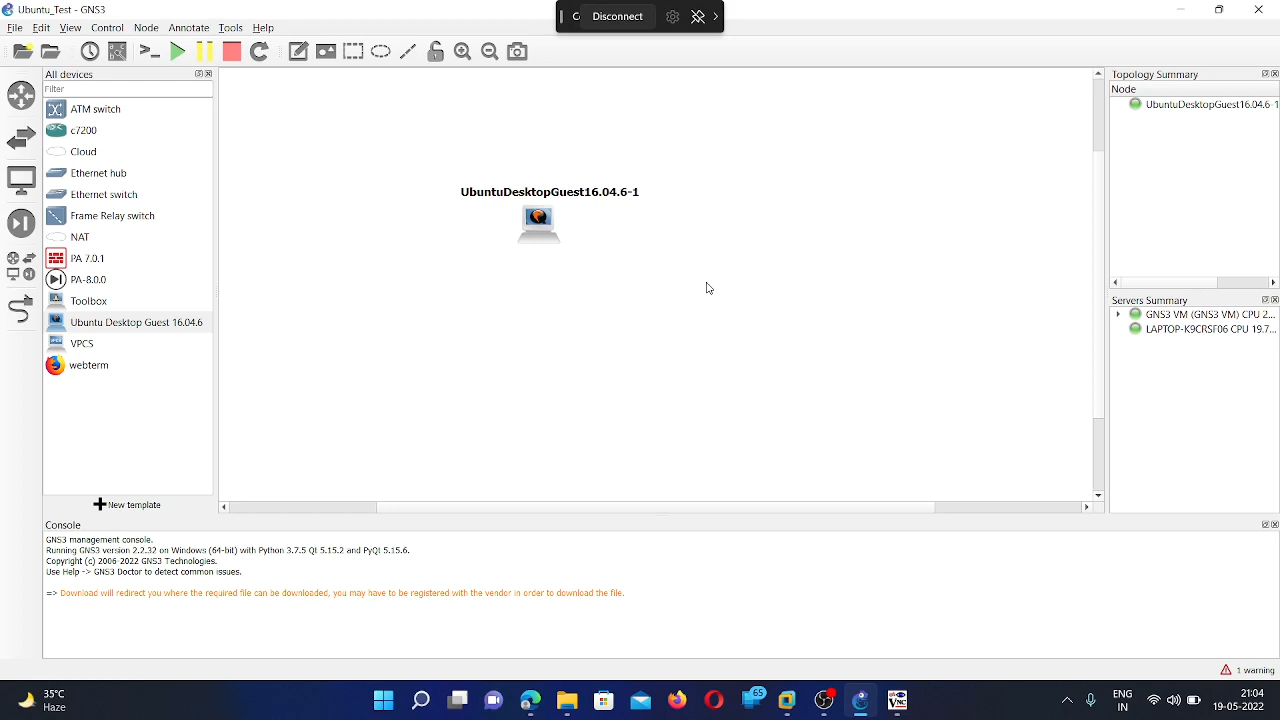 Ubuntu_Test - GNS3
Disconnect
File Edit View Control Node Annotate Tools Help
All devices
Filter
ATM switch
c7200
Cloud
Ethernet hub
Ethernet switch
Frame Relay switch
NAT
PA 7.0.1
PA-8.0.0
Toolbox
Ubuntu Desktop Guest 16.04.6
VPCS
webterm
New template
UbuntuDesktopGuest16.04.6-1
Topology Summary
Node
UbuntuDesktopGuest16.04.6-1
Servers Summary
GNS3 VM (GNS3 VM) CPU 2...
Console
GNS3 management console.
Running GNS3 version 2.2.32 on Windows (64-bit) with Python 3.7.5 Qt 5.15.2 and PyQt 5.15.6.
Copyright (c) 2006-2022 GNS3 Technologies.
Use Help -> GNS3 Doctor to detect common issues.
=> Download will redirect you where the required file can be downloaded, you may have to be registered with the vendor in order to download the file.
1 warning
35°C
Haze
65
ENG
IN
21:04
19-05-2022